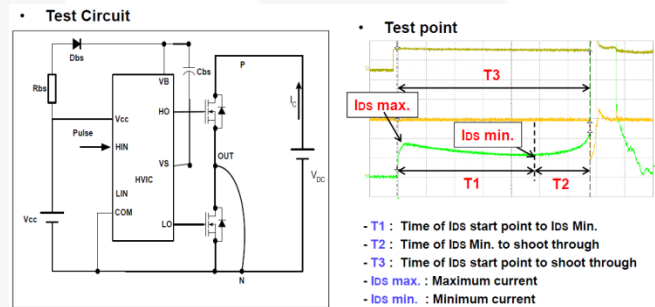 • Test Circuit
Dbs
Rbs
Cbs
P
VB
HO
Vcc
Pulse
HIN
VS
OUT
HVIC
LIN
COM
LO
Vcc
N
IC
VDC
• Test point
T3
IDS max.
IDS min.
T1
T2
- T1 : Time of IDS start point to IDS Min.
- T2 : Time of IDS Min. to shoot through
- T3 : Time of IDS start point to shoot through
- IDS max. : Maximum current
- IDS min. : Minimum current